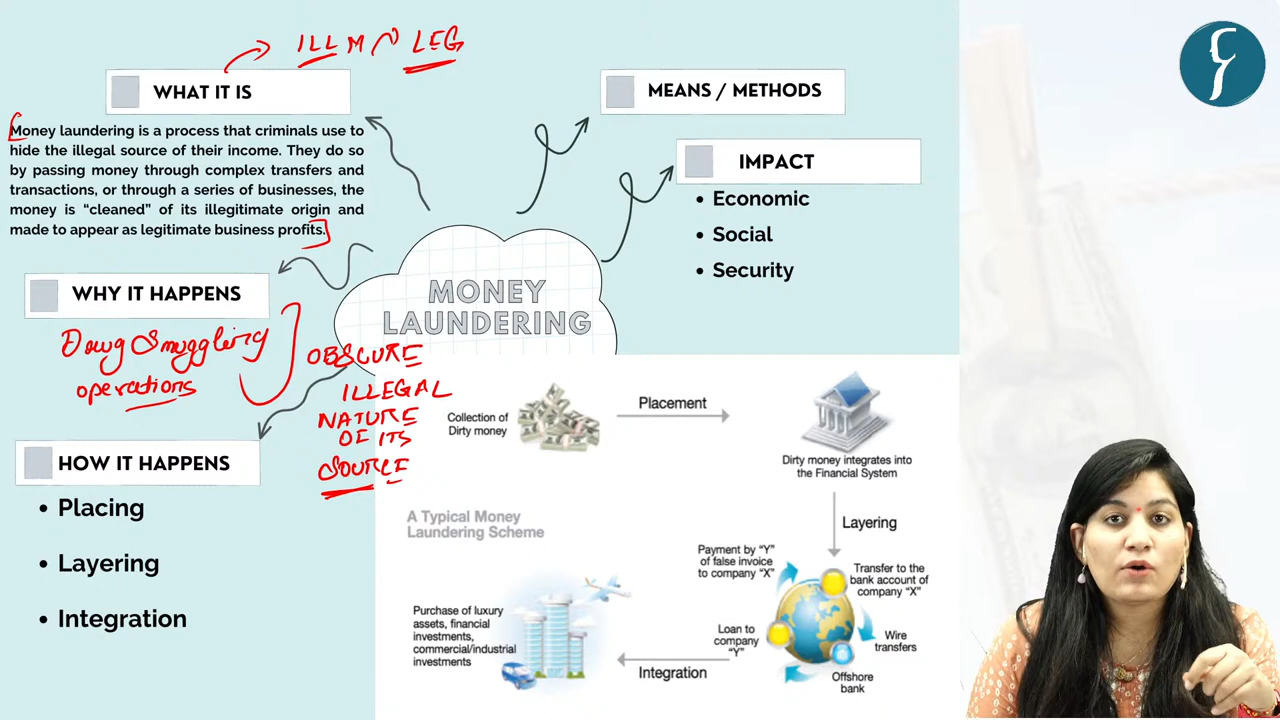 ILL M ~ LEG
WHAT IT IS
Money laundering is a process that criminals use to
hide the illegal source of their income. They do so
by passing money through complex transfers and
transactions, or through a series of businesses, the
money is “cleaned” of its illegitimate origin and
made to appear as legitimate business profits.
WHY IT HAPPENS
Drug Smuggling
operations
OBSCURE
ILLEGAL
NATURE
OF ITS
SOURCE
HOW IT HAPPENS
• Placing
• Layering
• Integration
MEANS / METHODS
IMPACT
• Economic
• Social
• Security
MONEY
LAUNDERING
Collection of
Dirty money
Placement
Dirty money integrates into
the Financial System
Layering
A Typical Money
Laundering Scheme
Payment by “Y”
of false invoice
to company “X”
Transfer to the
bank account of
company “X”
Loan to
company
“Y”
Wire
transfers
Offshore
bank
Integration
Purchase of luxury
assets, financial
investments,
commercial/industrial
investments